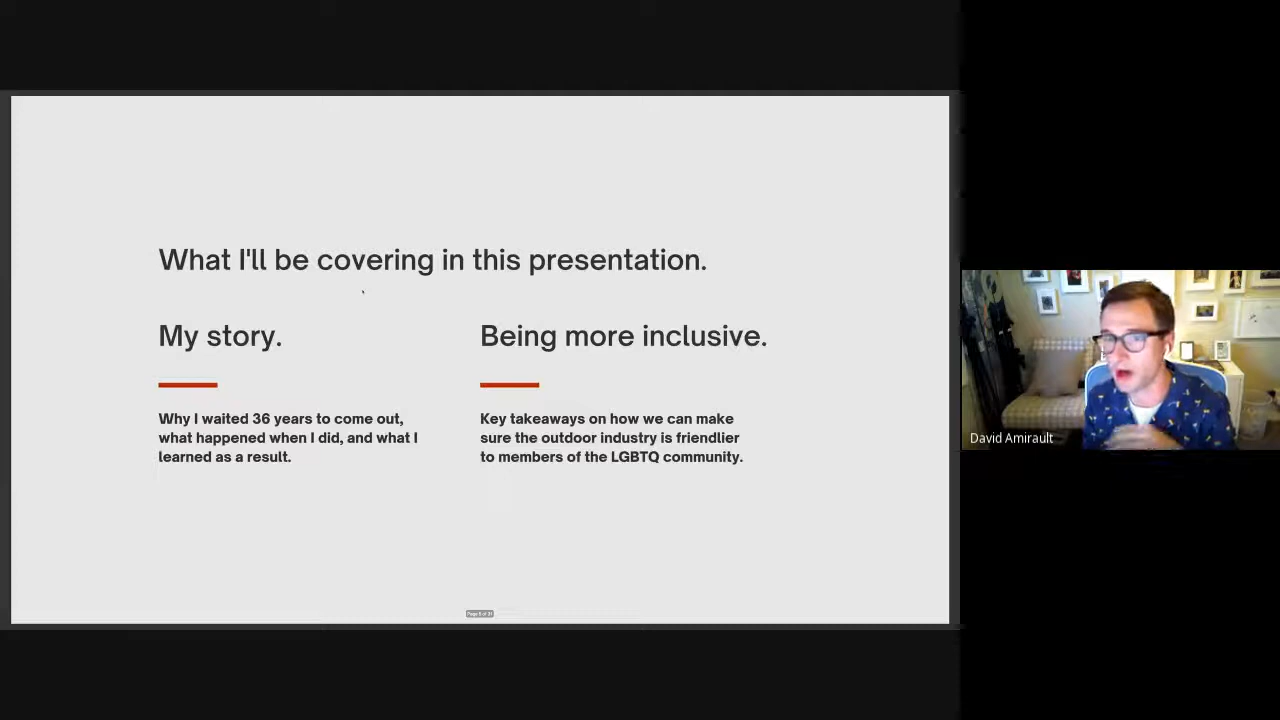 What I'll be covering in this presentation.
My story.
Why I waited 36 years to come out,
what happened when I did, and what I
learned as a result.
Being more inclusive.
Key takeaways on how we can make
sure the outdoor industry is friendlier
to members of the LGBTQ community.
David Amirault